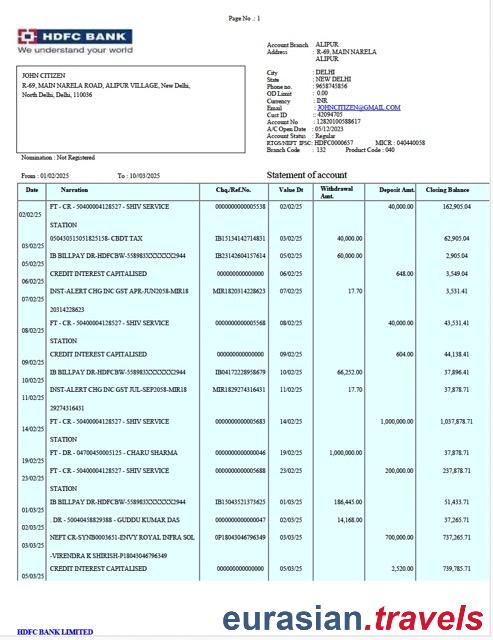 Page No .: 1
HDFC BANK
We understand your world
Account Branch : ALIPUR
Address : R-69, MAIN NARELA
ALIPUR
City : DELHI
State : NEW DELHI
Phone no. : 9658745856
OD Limit : 0.00
Currency : INR
Email : JOHNCITIZEN@GMAIL.COM
Cust ID : 42094705
Account No : 12820100588617
A/C Open Date : 05/12/2023
Account Status : Regular
RTGS/NEFT IFSC: HDFC0000657 MICR : 040440058
Branch Code : 132 Product Code : 040
JOHN CITIZEN
R-69, MAIN NARELA ROAD, ALIPUR VILLAGE, New Delhi,
North Delhi, Delhi, 110036
Nomination : Not Registered
From : 01/02/2025 To : 10/03/2025 Statement of account
Date Narration Chq./Ref.No. Value Dt Withdrawal Amt. Deposit Amt. Closing Balance
02/02/25 FT - CR - 50400004128527 - SHIV SERVICE 0000000000005538 02/02/25 40,000.00 162,905.04
STATION
03/02/25 050450315051825158- CBDT TAX IB15134142714831 03/02/25 40,000.00 62,905.04
05/02/25 IB BILLPAY DR-HDFCBW-558983XXXXXX2944 IB23142604157614 05/02/25 60,000.00 2,905.04
06/02/25 CREDIT INTEREST CAPITALISED 000000000000 06/02/25 648.00 3,549.04
07/02/25 INST-ALERT CHG INC GST APR-JUN2058-MIR18 MIR1820314228623 07/02/25 17.70 3,531.41
20314228623
08/02/25 FT - CR - 50400004128527 - SHIV SERVICE 0000000000005568 08/02/25 40,000.00 43,531.41
STATION
09/02/25 CREDIT INTEREST CAPITALISED 000000000000 09/02/25 604.00 44,138.41
10/02/25 IB BILLPAY DR-HDFCBW-558983XXXXXX2944 IB04172228958679 10/02/25 66,252.00 37,896.41
11/02/25 INST-ALERT CHG INC GST JUL-SEP2058-MIR18 MIR1829274316431 11/02/25 17.70 37,878.71
29274316431
14/02/25 FT - CR - 50400004128527 - SHIV SERVICE 0000000000005683 14/02/25 1,000,000.00 1,037,878.71
STATION
19/02/25 FT - DR - 04700450005125 - CHARU SHARMA 0000000000000046 19/02/25 1,000,000.00 37,878.71
23/02/25 FT - CR - 50400004128527 - SHIV SERVICE 0000000000005688 23/02/25 200,000.00 237,878.71
STATION
01/03/25 IB BILLPAY DR-HDFCBW-558983XXXXXX2944 IB15043521373625 01/03/25 186,445.00 51,433.71
02/03/25 . DR - 50040458829388 - GUDDU KUMAR DAS 0000000000000047 02/03/25 14,168.00 37,265.71
03/03/25 NEFT CR-SYNB0003651-ENVY ROYAL INFRA SOL 0P18043046796349 03/03/25 700,000.00 737,265.71
-VIRENDRA K SHIRISH-P18043046796349
05/03/25 CREDIT INTEREST CAPITALISED 000000000000 05/03/25 2,520.00 739,785.71
HDFC BANK LIMITED
eurasian.travels